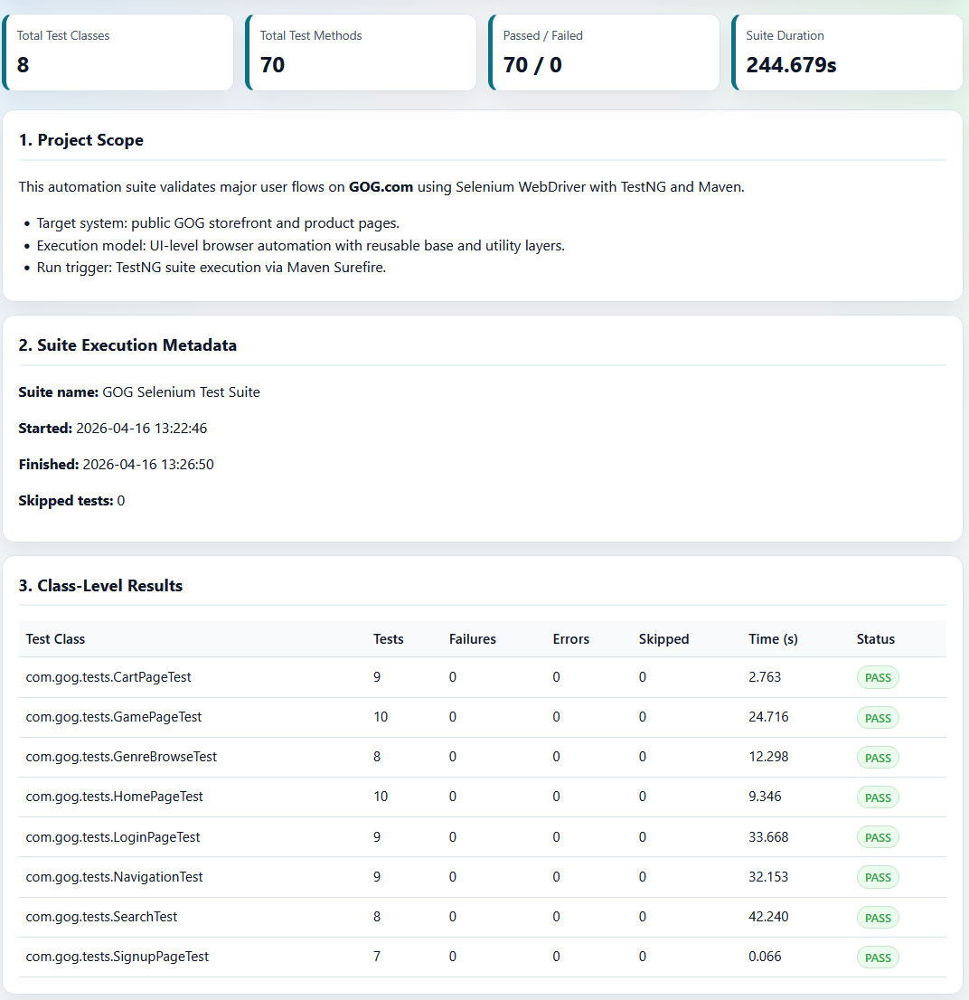 Total Test Classes
8
Total Test Methods
70
Passed / Failed
70 / 0
Suite Duration
244.679s
1. Project Scope
This automation suite validates major user flows on GOG.com using Selenium WebDriver with TestNG and Maven.
• Target system: public GOG storefront and product pages.
• Execution model: UI-level browser automation with reusable base and utility layers.
• Run trigger: TestNG suite execution via Maven Surefire.
2. Suite Execution Metadata
Suite name: GOG Selenium Test Suite
Started: 2026-04-16 13:22:46
Finished: 2026-04-16 13:26:50
Skipped tests: 0
3. Class-Level Results
Test Class Tests Failures Errors Skipped Time (s) Status
com.gog.tests.CartPageTest 9 0 0 0 2.763 PASS
com.gog.tests.GamePageTest 10 0 0 0 24.716 PASS
com.gog.tests.GenreBrowseTest 8 0 0 0 12.298 PASS
com.gog.tests.HomePageTest 10 0 0 0 9.346 PASS
com.gog.tests.LoginPageTest 9 0 0 0 33.668 PASS
com.gog.tests.NavigationTest 9 0 0 0 32.153 PASS
com.gog.tests.SearchTest 8 0 0 0 42.240 PASS
com.gog.tests.SignupPageTest 7 0 0 0 0.066 PASS